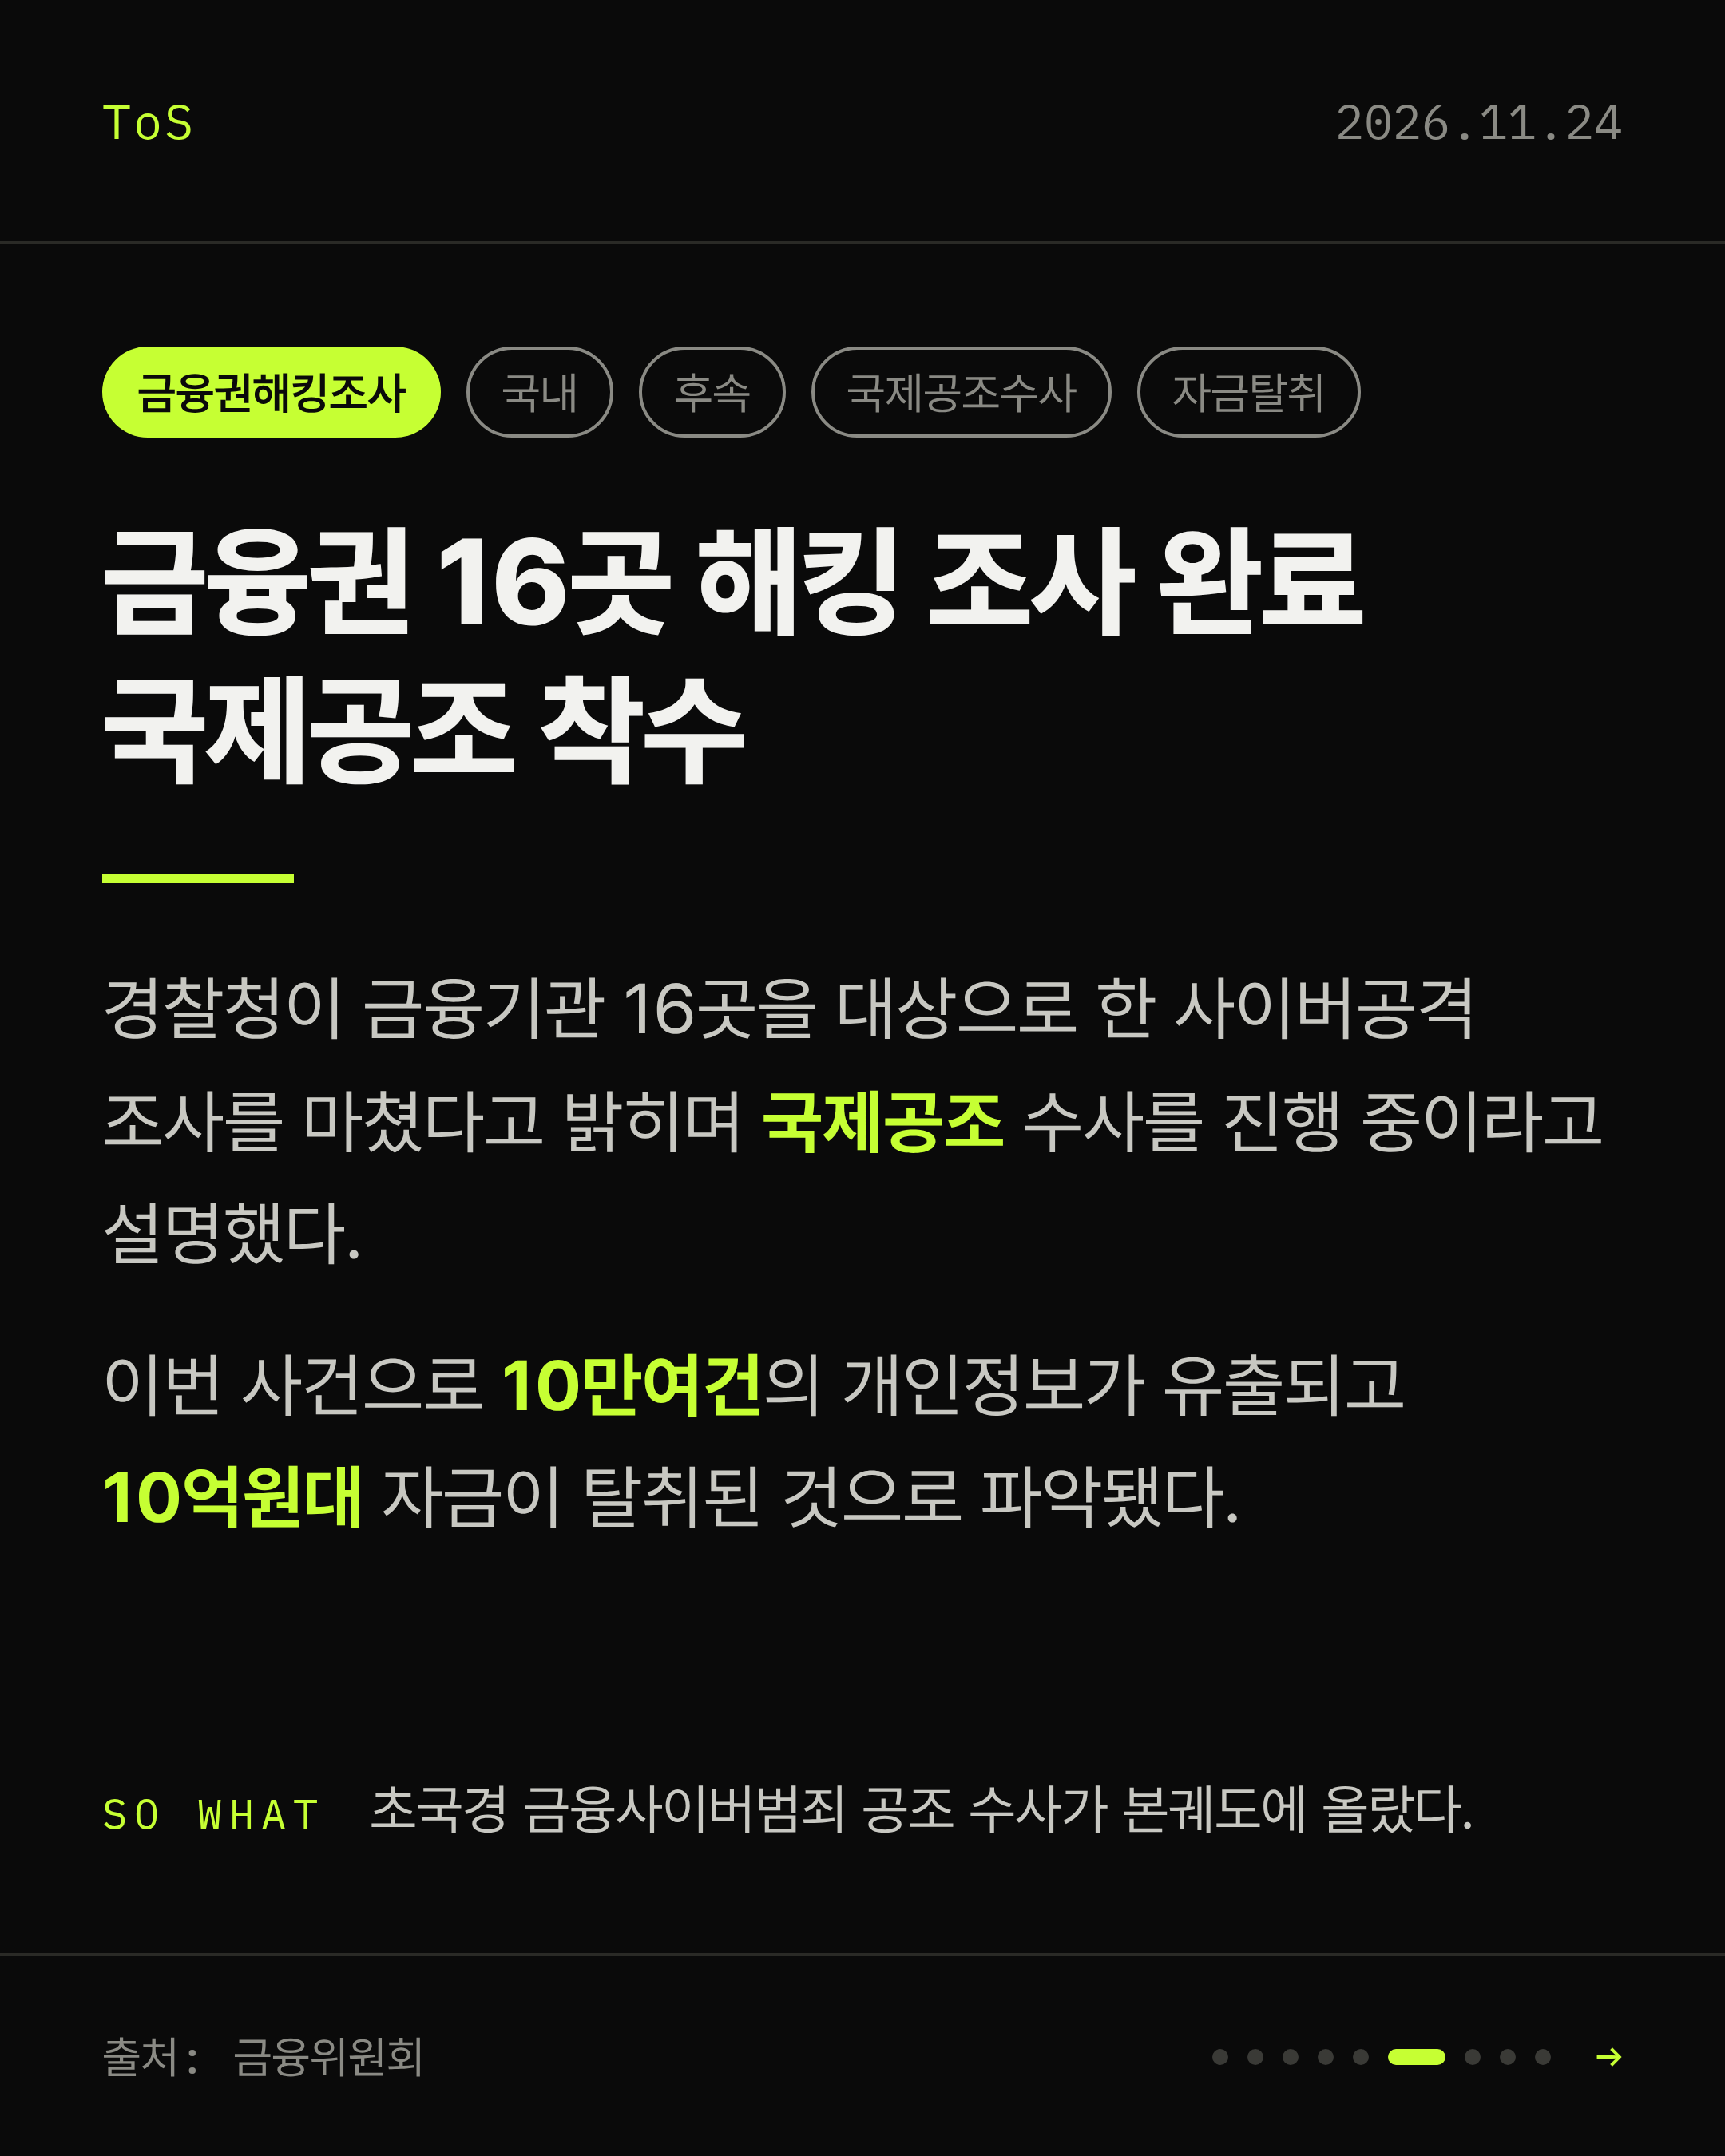 ToS
2026.11.24
금융권해킹조사 국내 후속 국제공조수사 자금탈취
금융권 16곳 해킹 조사 완료
국제공조 착수
경찰청이 금융기관 16곳을 대상으로 한 사이버공격
조사를 마쳤다고 밝히며 국제공조 수사를 진행 중이라고
설명했다.
이번 사건으로 10만여건의 개인정보가 유출되고
10억원대 자금이 탈취된 것으로 파악됐다.
SO WHAT 초국경 금융사이버범죄 공조 수사가 본궤도에 올랐다.
출처: 금융위원회
→